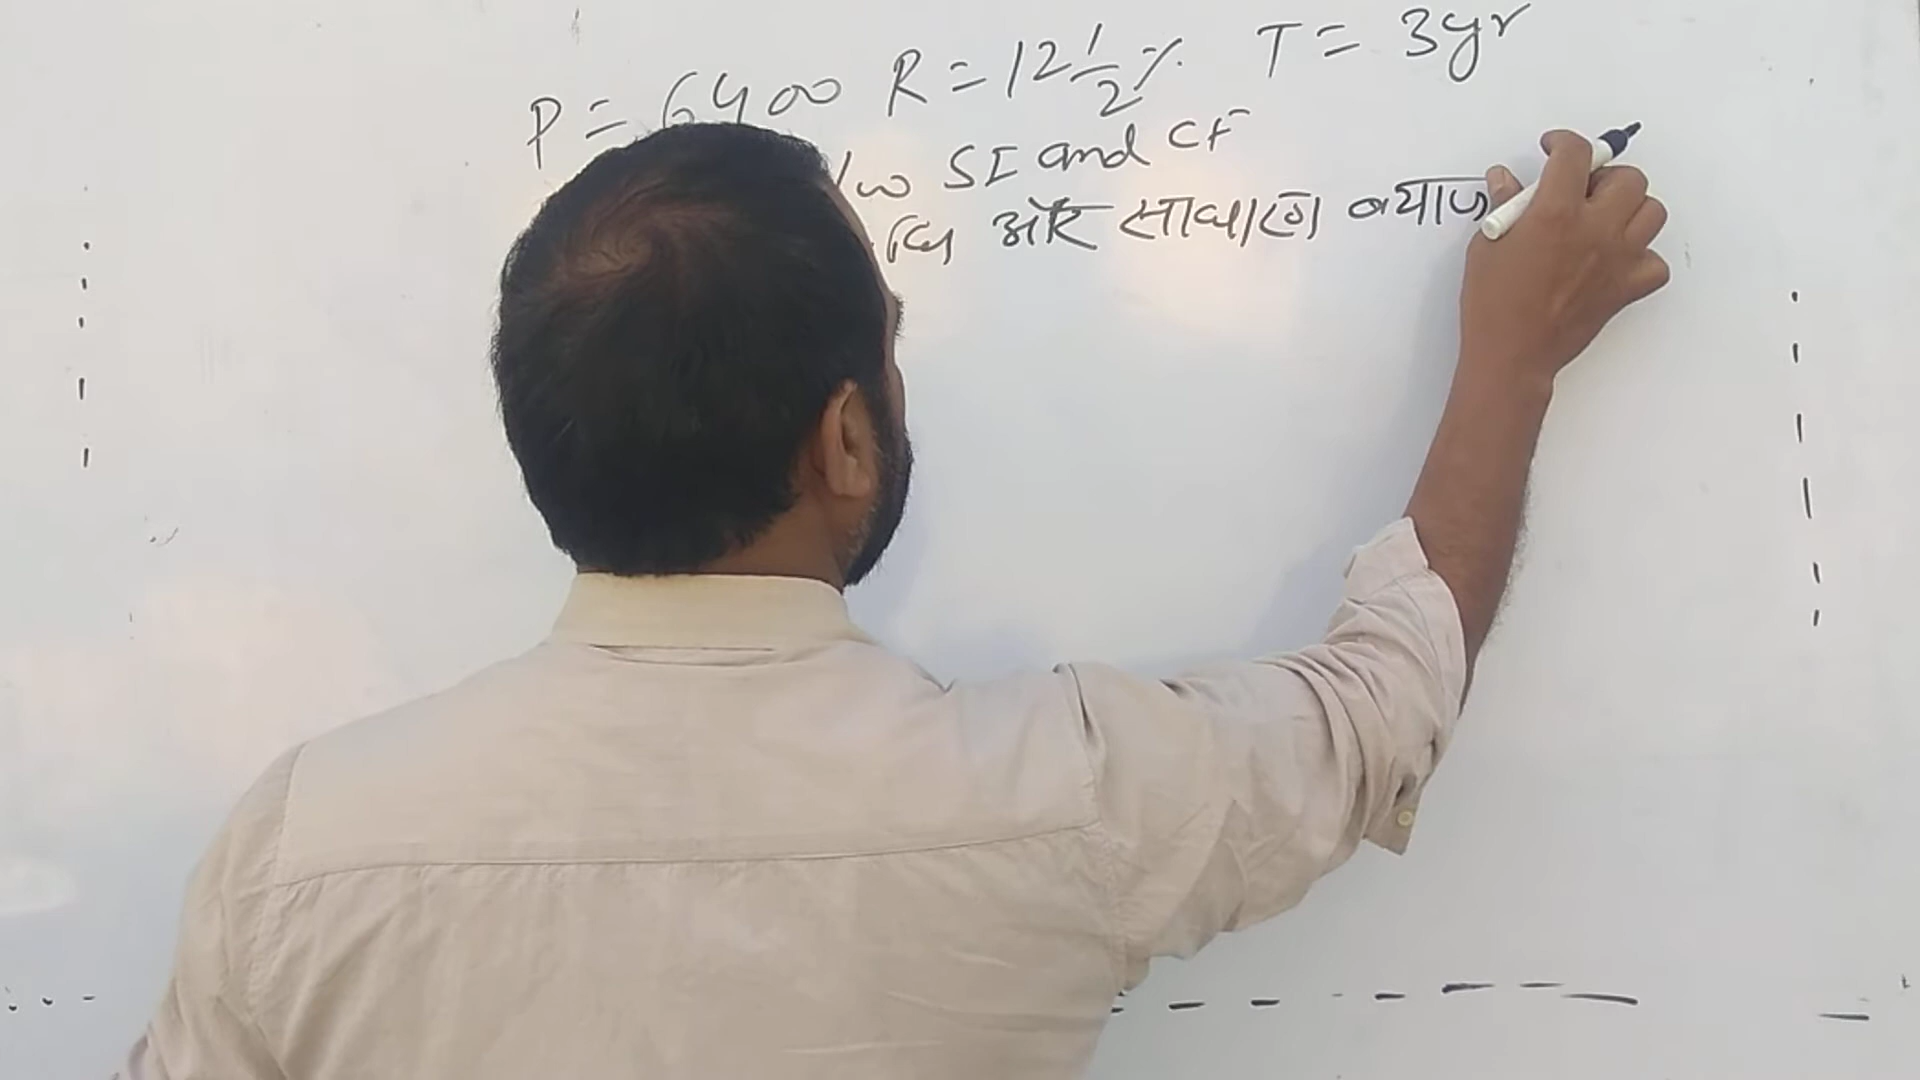 P = 6400 R = 12 1/2 % T = 3yr
/w SI and CF
और साधारण ब्याज